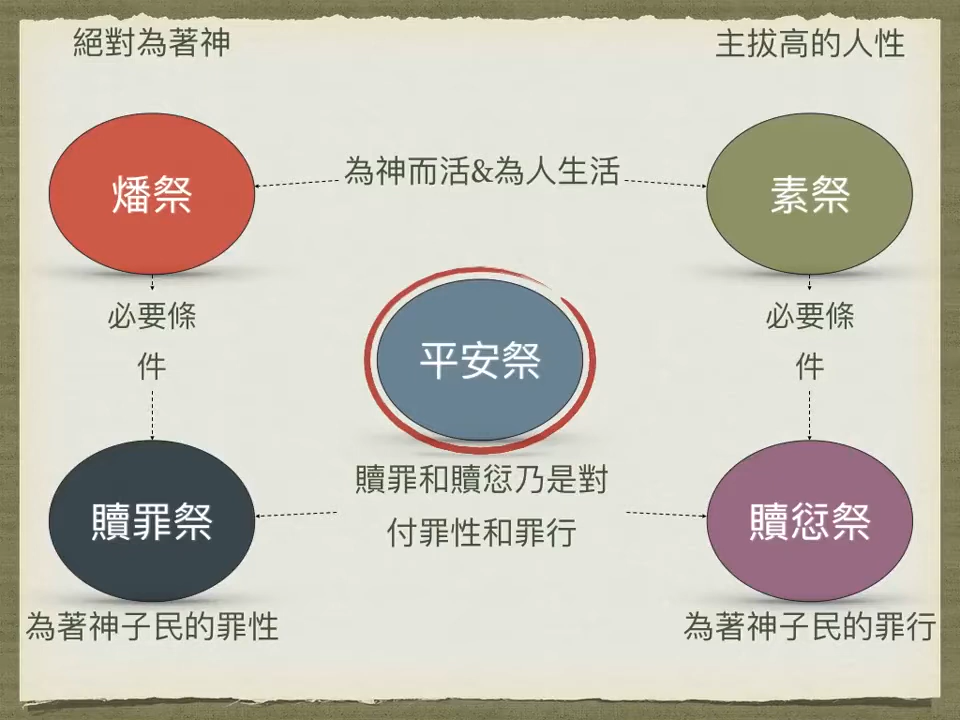 絕對為著神
主拔高的人性
燔祭
為神而活&為人生活
素祭
必要條
件
必要條
件
平安祭
贖罪祭
贖罪和贖愆乃是對
付罪性和罪行
贖愆祭
為著神子民的罪性
為著神子民的罪行